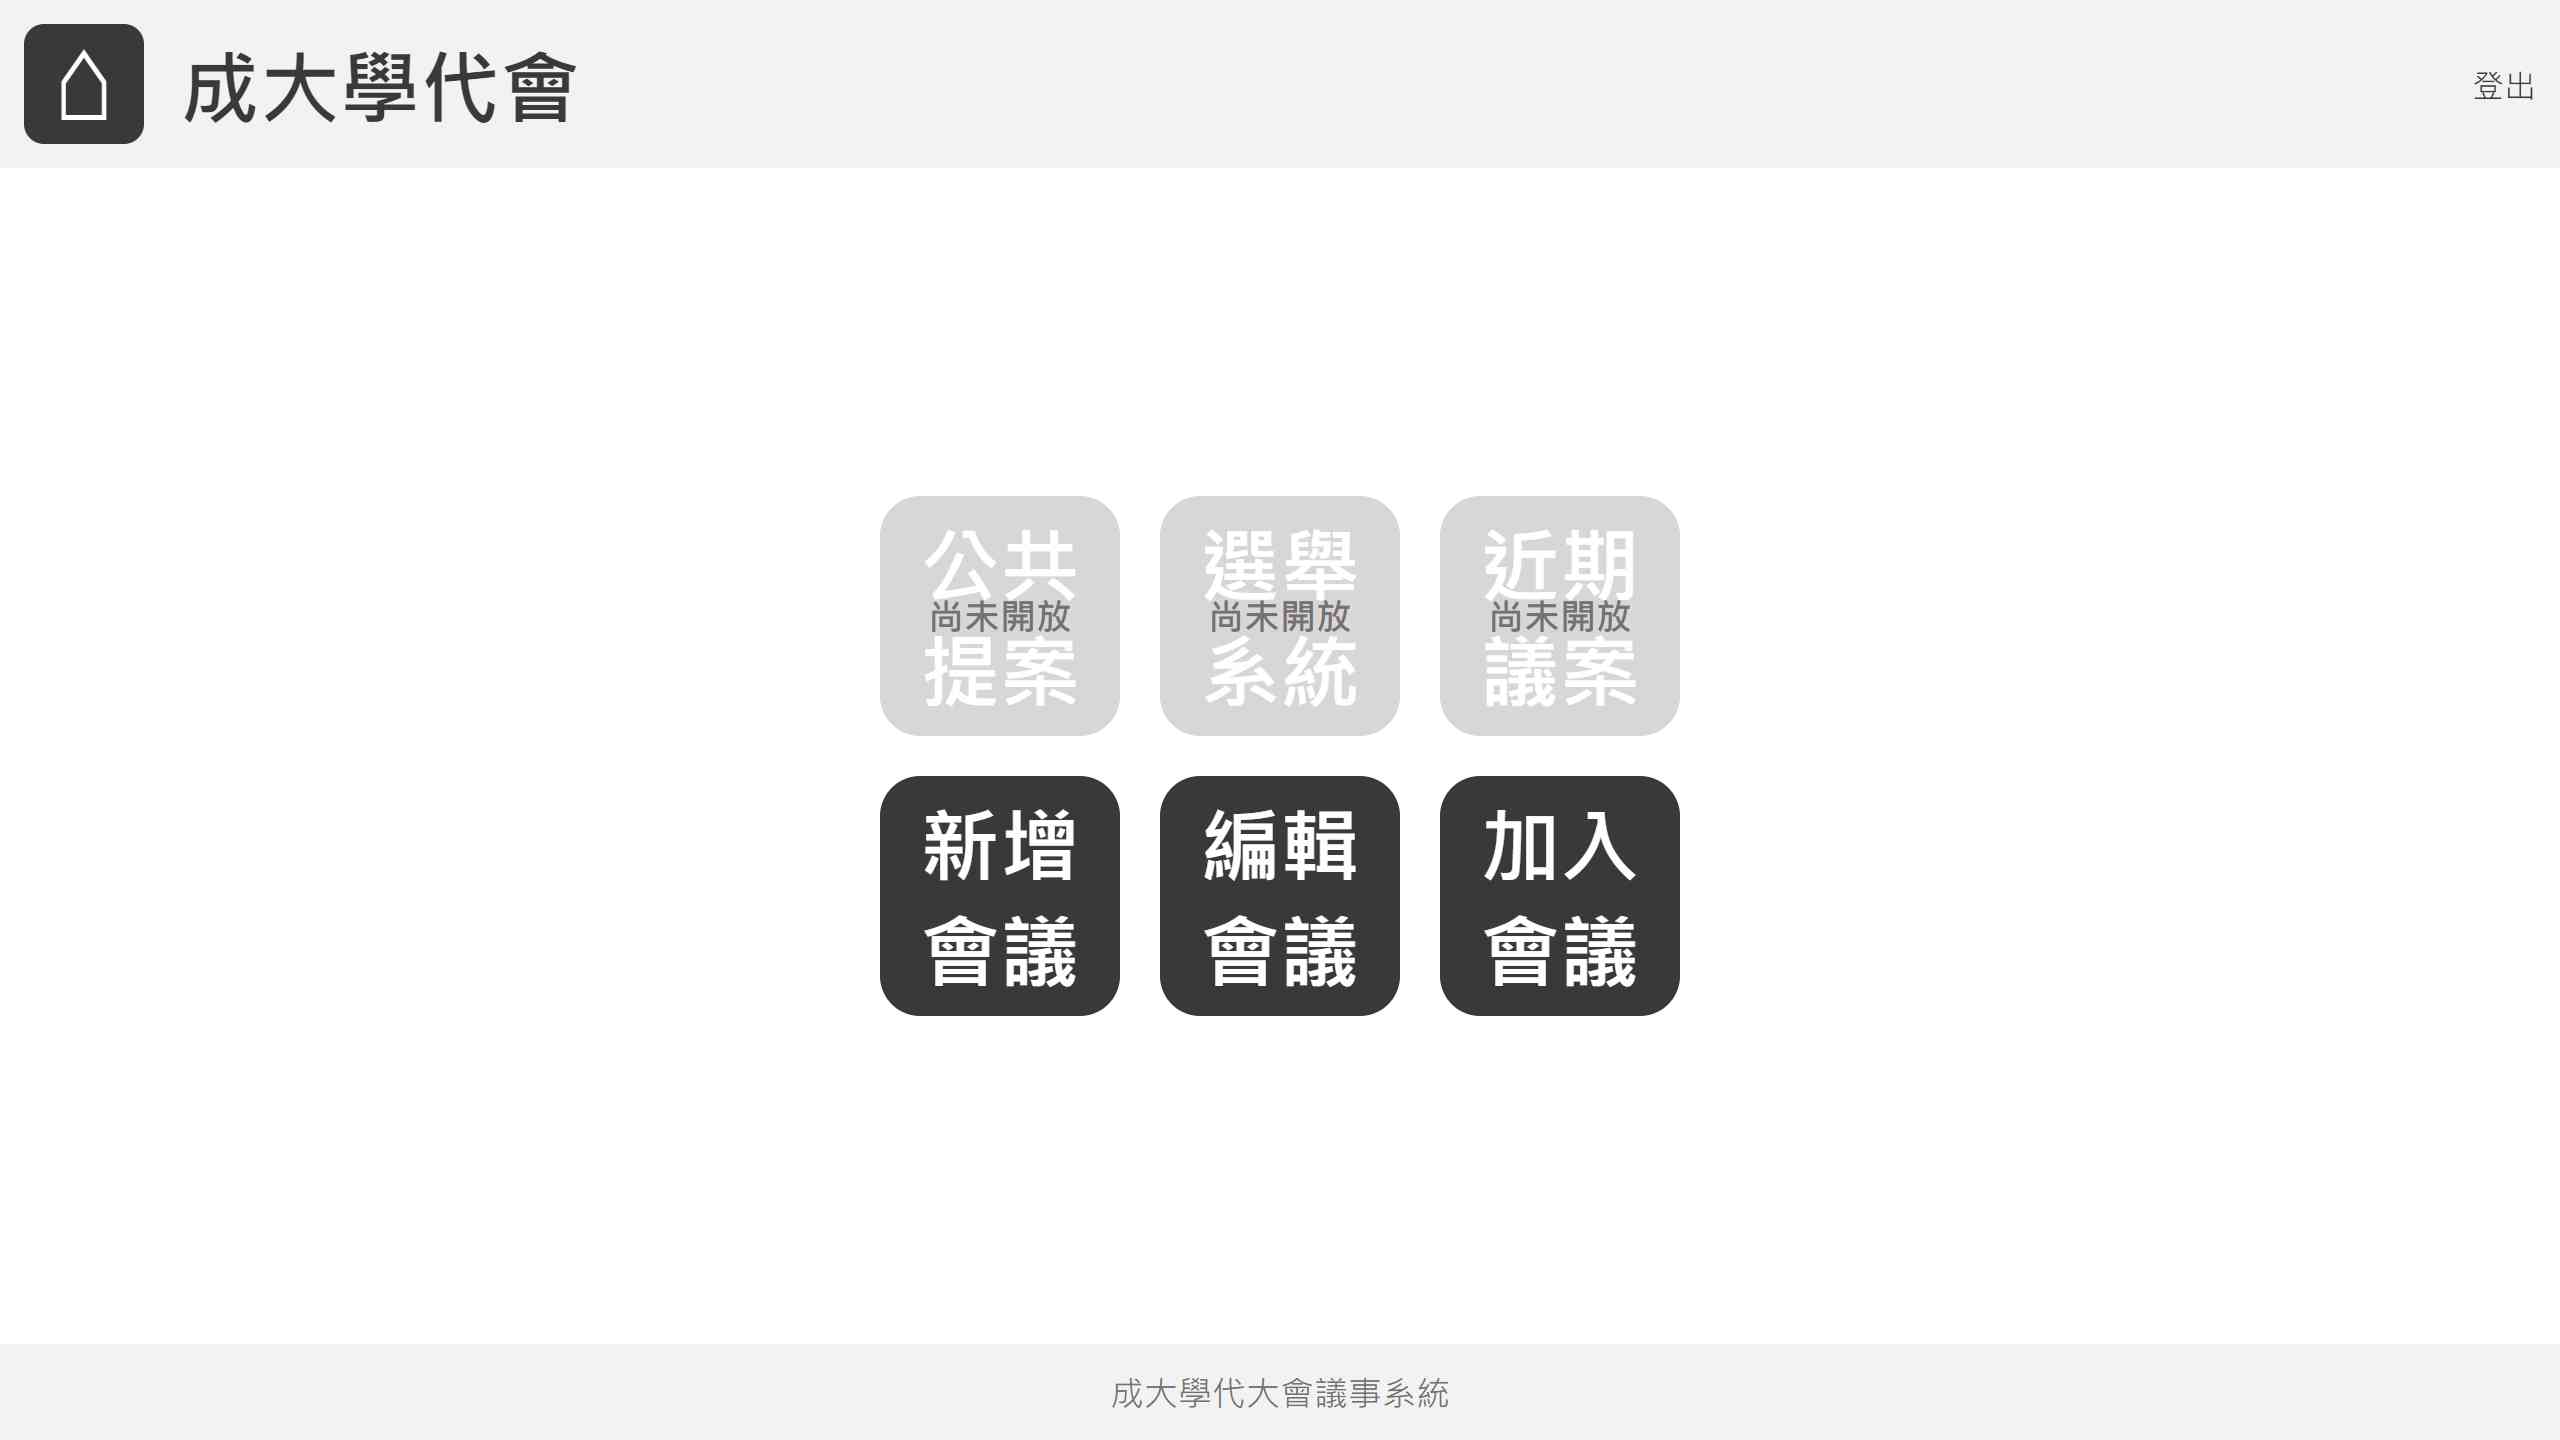 成大學代會
登出
公共
尚未開放
提案
選舉
尚未開放
系統
近期
尚未開放
議案
新增
會議
編輯
會議
加入
會議
成大學代大會議事系統